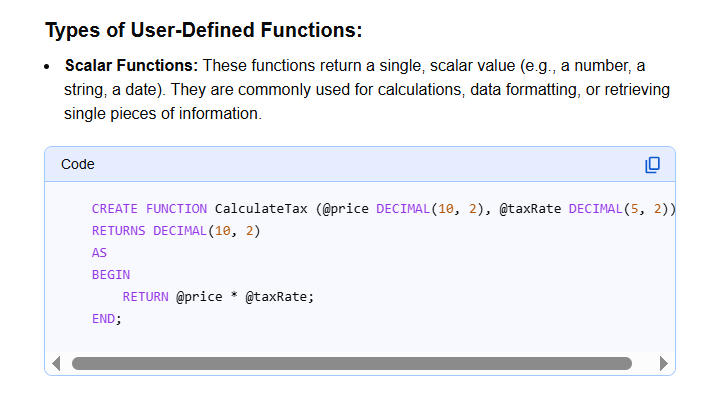 Types of User-Defined Functions:
• Scalar Functions: These functions return a single, scalar value (e.g., a number, a
string, a date). They are commonly used for calculations, data formatting, or retrieving
single pieces of information.
Code
CREATE FUNCTION CalculateTax (@price DECIMAL(10, 2), @taxRate DECIMAL(5, 2))
RETURNS DECIMAL(10, 2)
AS
BEGIN
    RETURN @price * @taxRate;
END;